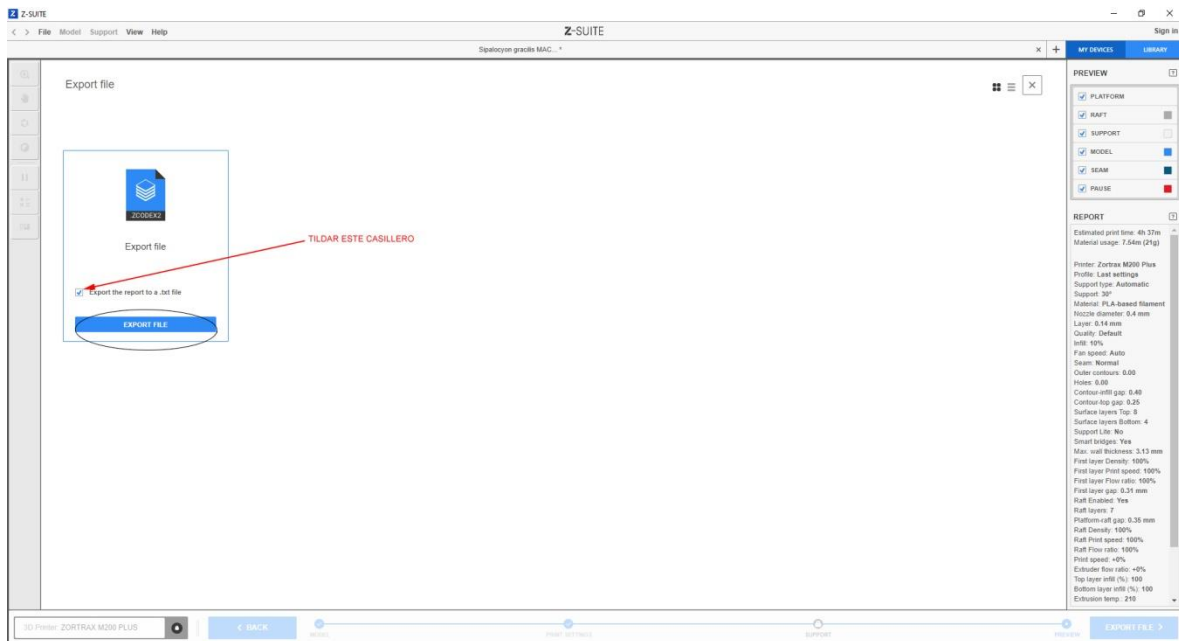 Z-SUITE
< > File Model Support View Help
Z-SUITE
Sign in
Sipalocyon gracilis MAC... *
MY DEVICES
LIBRARY
Export file
.ZCODEX2
Export file
Export the report to a .txt file
EXPORT FILE
TILDAR ESTE CASILLERO
PREVIEW
PLATFORM
RAFT
SUPPORT
MODEL
SEAM
PAUSE
REPORT
Estimated print time: 4h 37m
Material usage: 7.54m (21g)
Printer: Zortrax M200 Plus
Profile: Last settings
Support type: Automatic
Support: 30°
Material: PLA-based filament
Nozzle diameter: 0.4 mm
Layer: 0.14 mm
Quality: Default
Infill: 10%
Fan speed: Auto
Seam: Normal
Outer contours: 0.00
Holes: 0.00
Contour-infill gap: 0.40
Contour-top gap: 0.25
Surface layers Top: 8
Surface layers Bottom: 4
Support Lite: No
Smart bridges: Yes
Max. wall thickness: 3.13 mm
First layer Density: 100%
First layer Print speed: 100%
First layer Flow ratio: 100%
First layer gap: 0.31 mm
Raft Enabled: Yes
Raft layers: 7
Platform-raft gap: 0.35 mm
Raft Density: 100%
Raft Print speed: 100%
Raft Flow ratio: 100%
Print speed: +0%
Extruder flow ratio: +0%
Top layer infill (%): 100
Bottom layer infill (%): 100
Extrusion temp.: 210
3D Printer: ZORTRAX M200 PLUS
< BACK
MODEL
PRINT SETTINGS
SUPPORT
PREVIEW
EXPORT FILE >